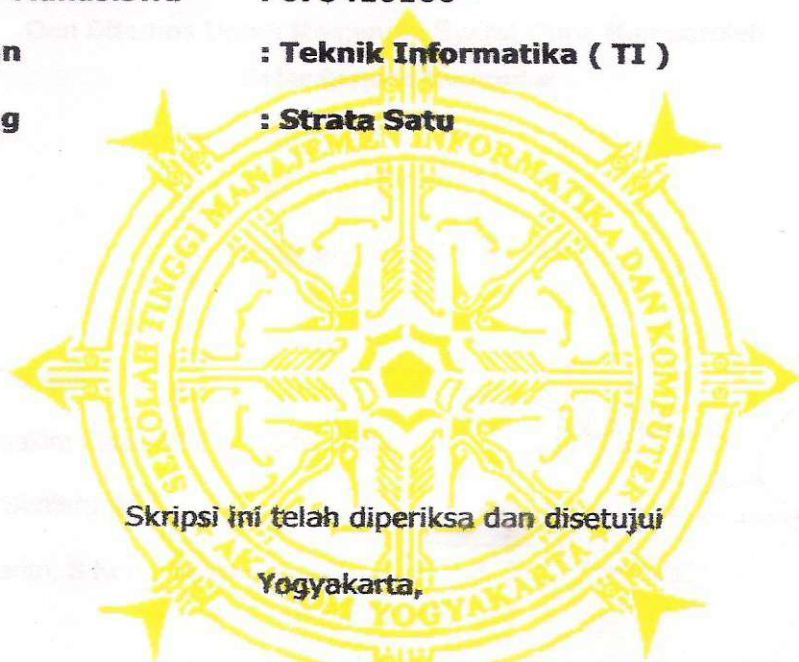 n : Teknik Informatika ( TI )
g : Strata Satu
SEKOLAH TINGGI MANAJEMEN INFORMATIKA DAN KOMPUTER
Skripsi ini telah diperiksa dan disetujui
Yogyakarta,
YOGYAKARTA